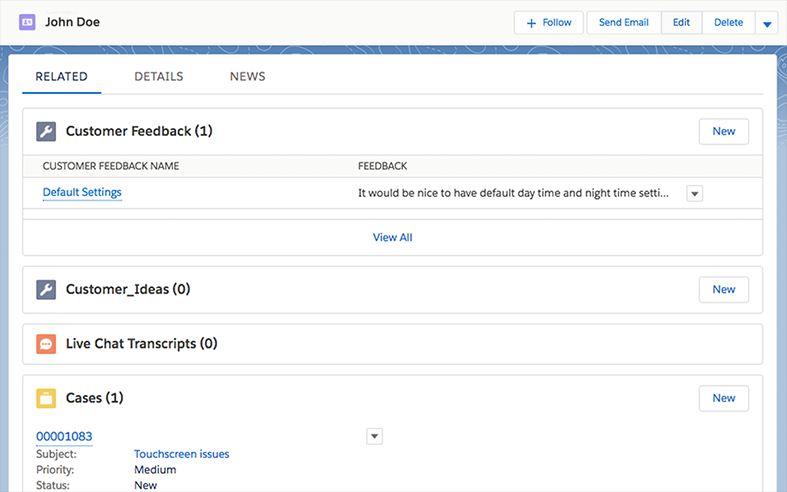 John Doe
+ Follow Send Email Edit Delete
RELATED DETAILS NEWS
Customer Feedback (1) New
CUSTOMER FEEDBACK NAME FEEDBACK
Default Settings It would be nice to have default day time and night time setti...
View All
Customer_Ideas (0) New
Live Chat Transcripts (0)
Cases (1) New
00001083
Subject: Touchscreen issues
Priority: Medium
Status: New